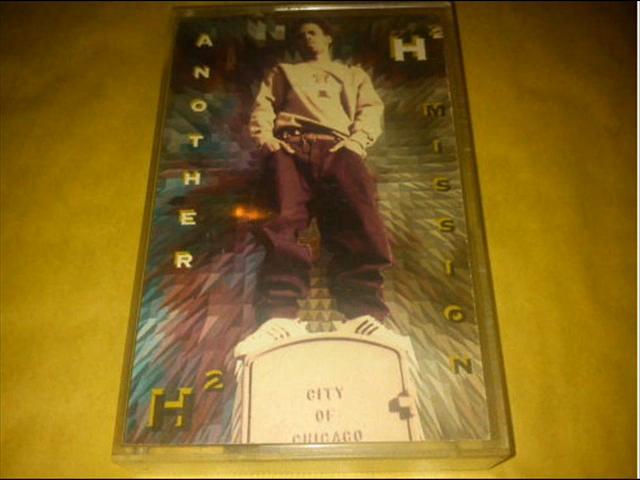 ANOTHER
H²
MISSION
H²
CITY
OF
CHICAGO